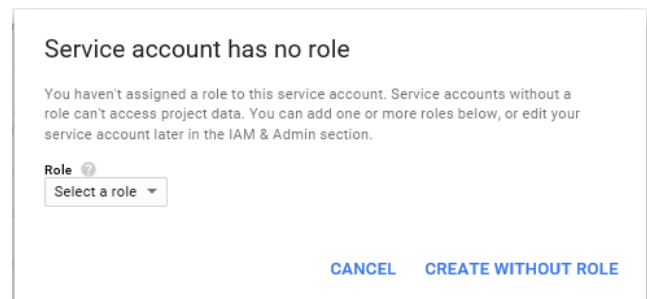 Service account has no role
You haven't assigned a role to this service account. Service accounts without a
role can't access project data. You can add one or more roles below, or edit your
service account later in the IAM & Admin section.
Role ?
Select a role
CANCEL CREATE WITHOUT ROLE